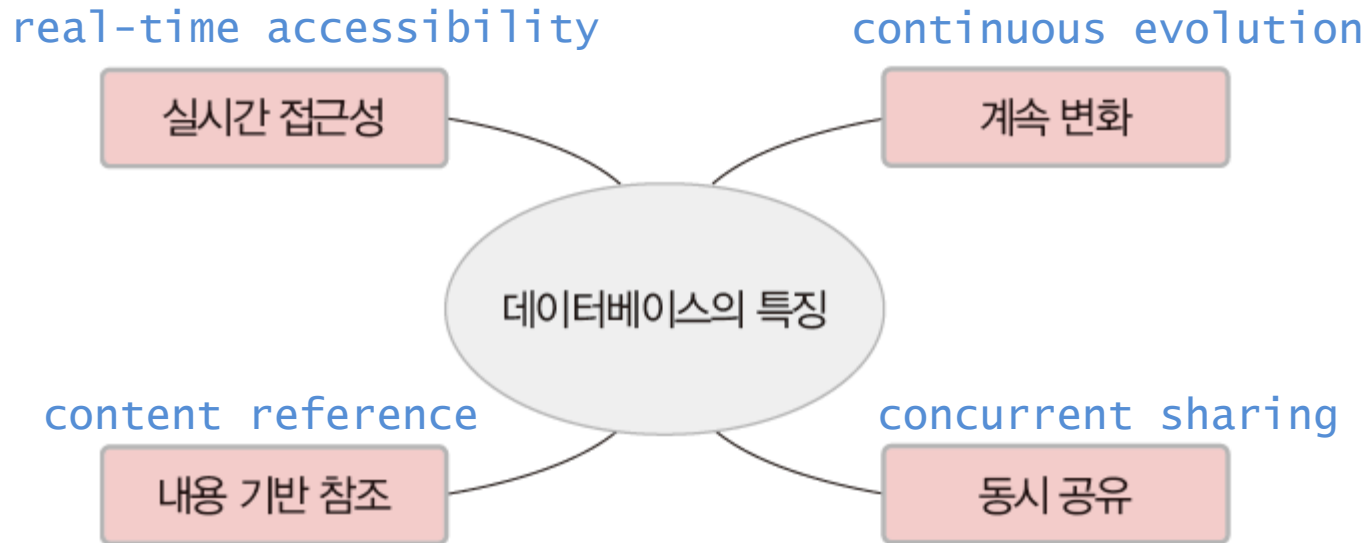 real-time accessibility
continuous evolution
실시간 접근성
계속 변화
데이터베이스의 특징
content reference
concurrent sharing
내용 기반 참조
동시 공유